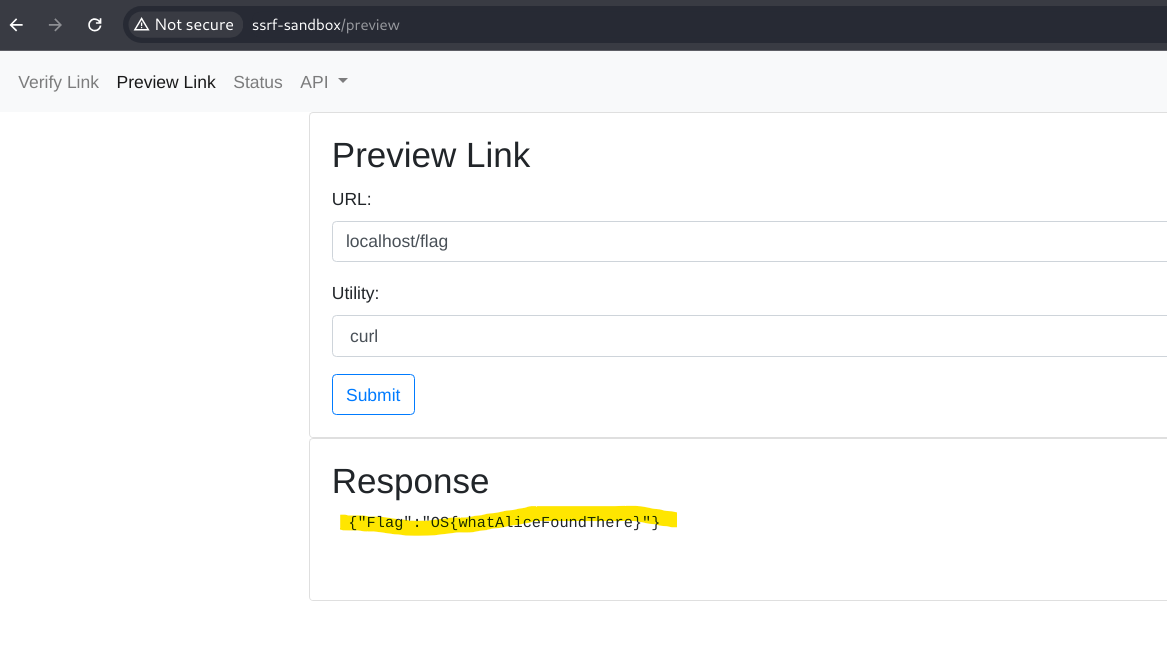 Not secure ssrf-sandbox/preview
Verify Link Preview Link Status API
Preview Link
URL:
localhost/flag
Utility:
curl
Submit
Response
{"Flag":"OS{whatAliceFoundThere}"}